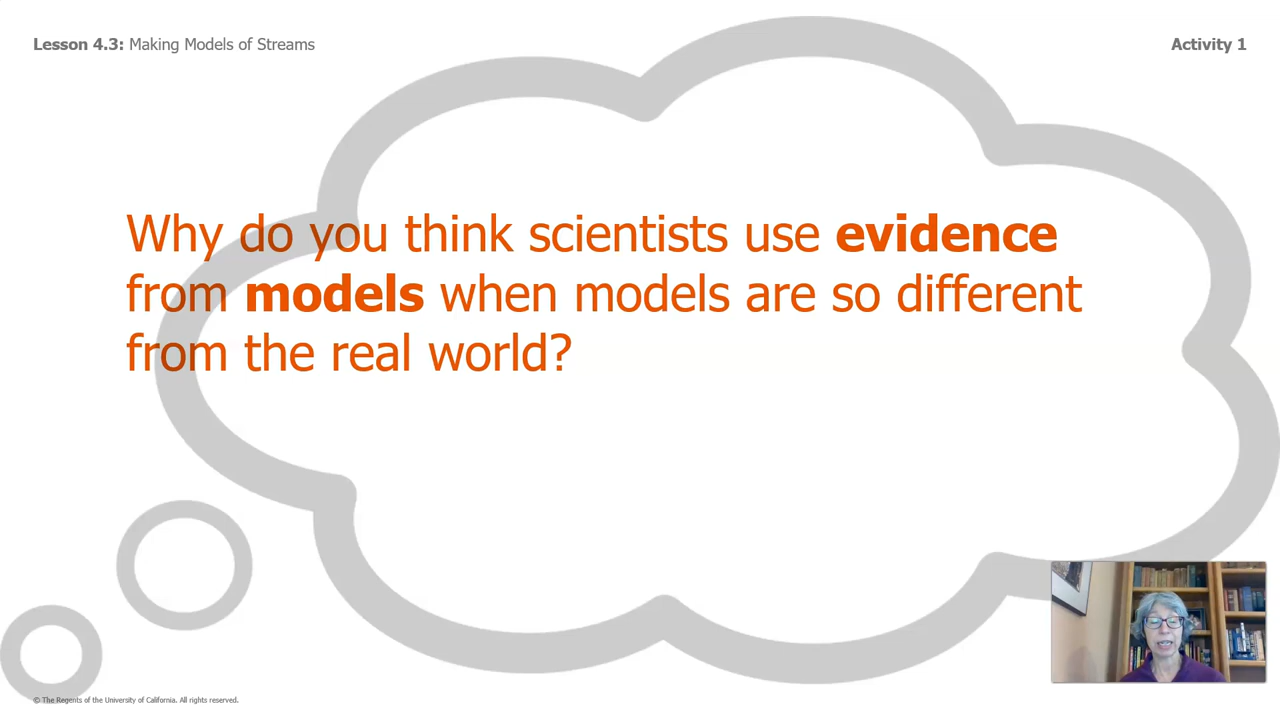 Lesson 4.3: Making Models of Streams
Activity 1
Why do you think scientists use evidence
from models when models are so different
from the real world?
© The Regents of the University of California. All rights reserved.